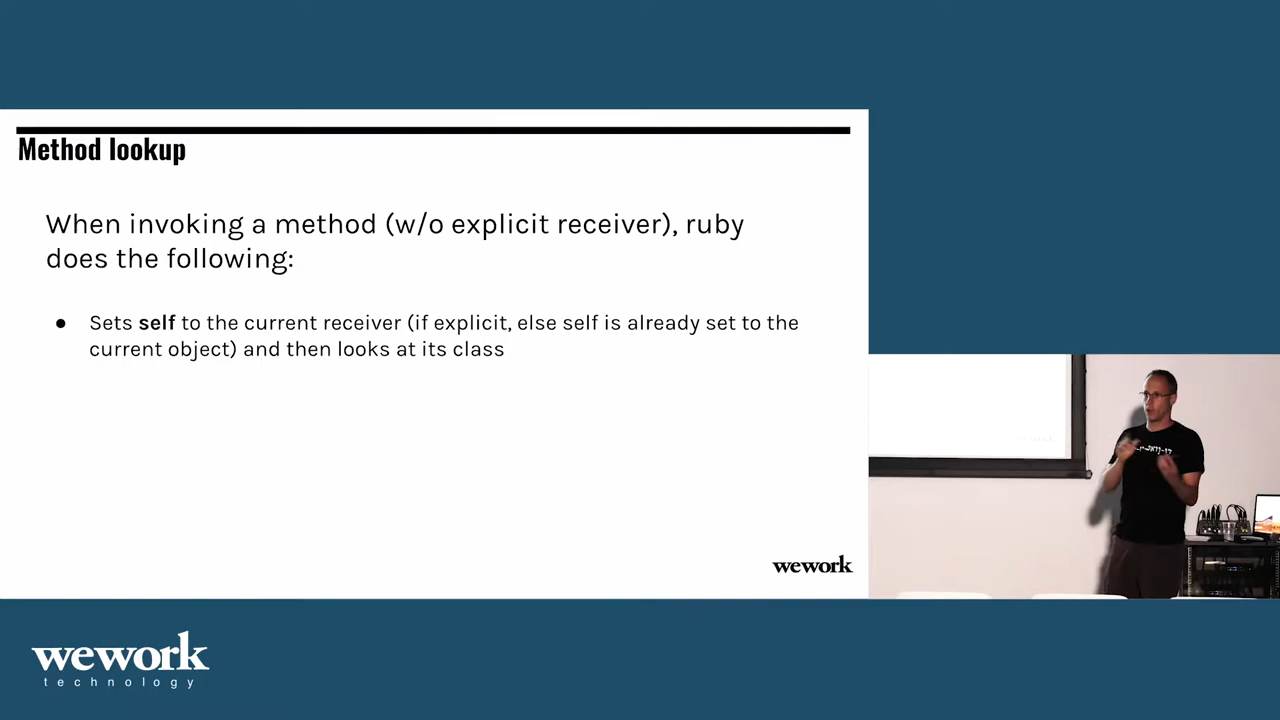 Method lookup
When invoking a method (w/o explicit receiver), ruby
does the following:
● Sets self to the current receiver (if explicit, else self is already set to the
current object) and then looks at its class
wework
wework
technology